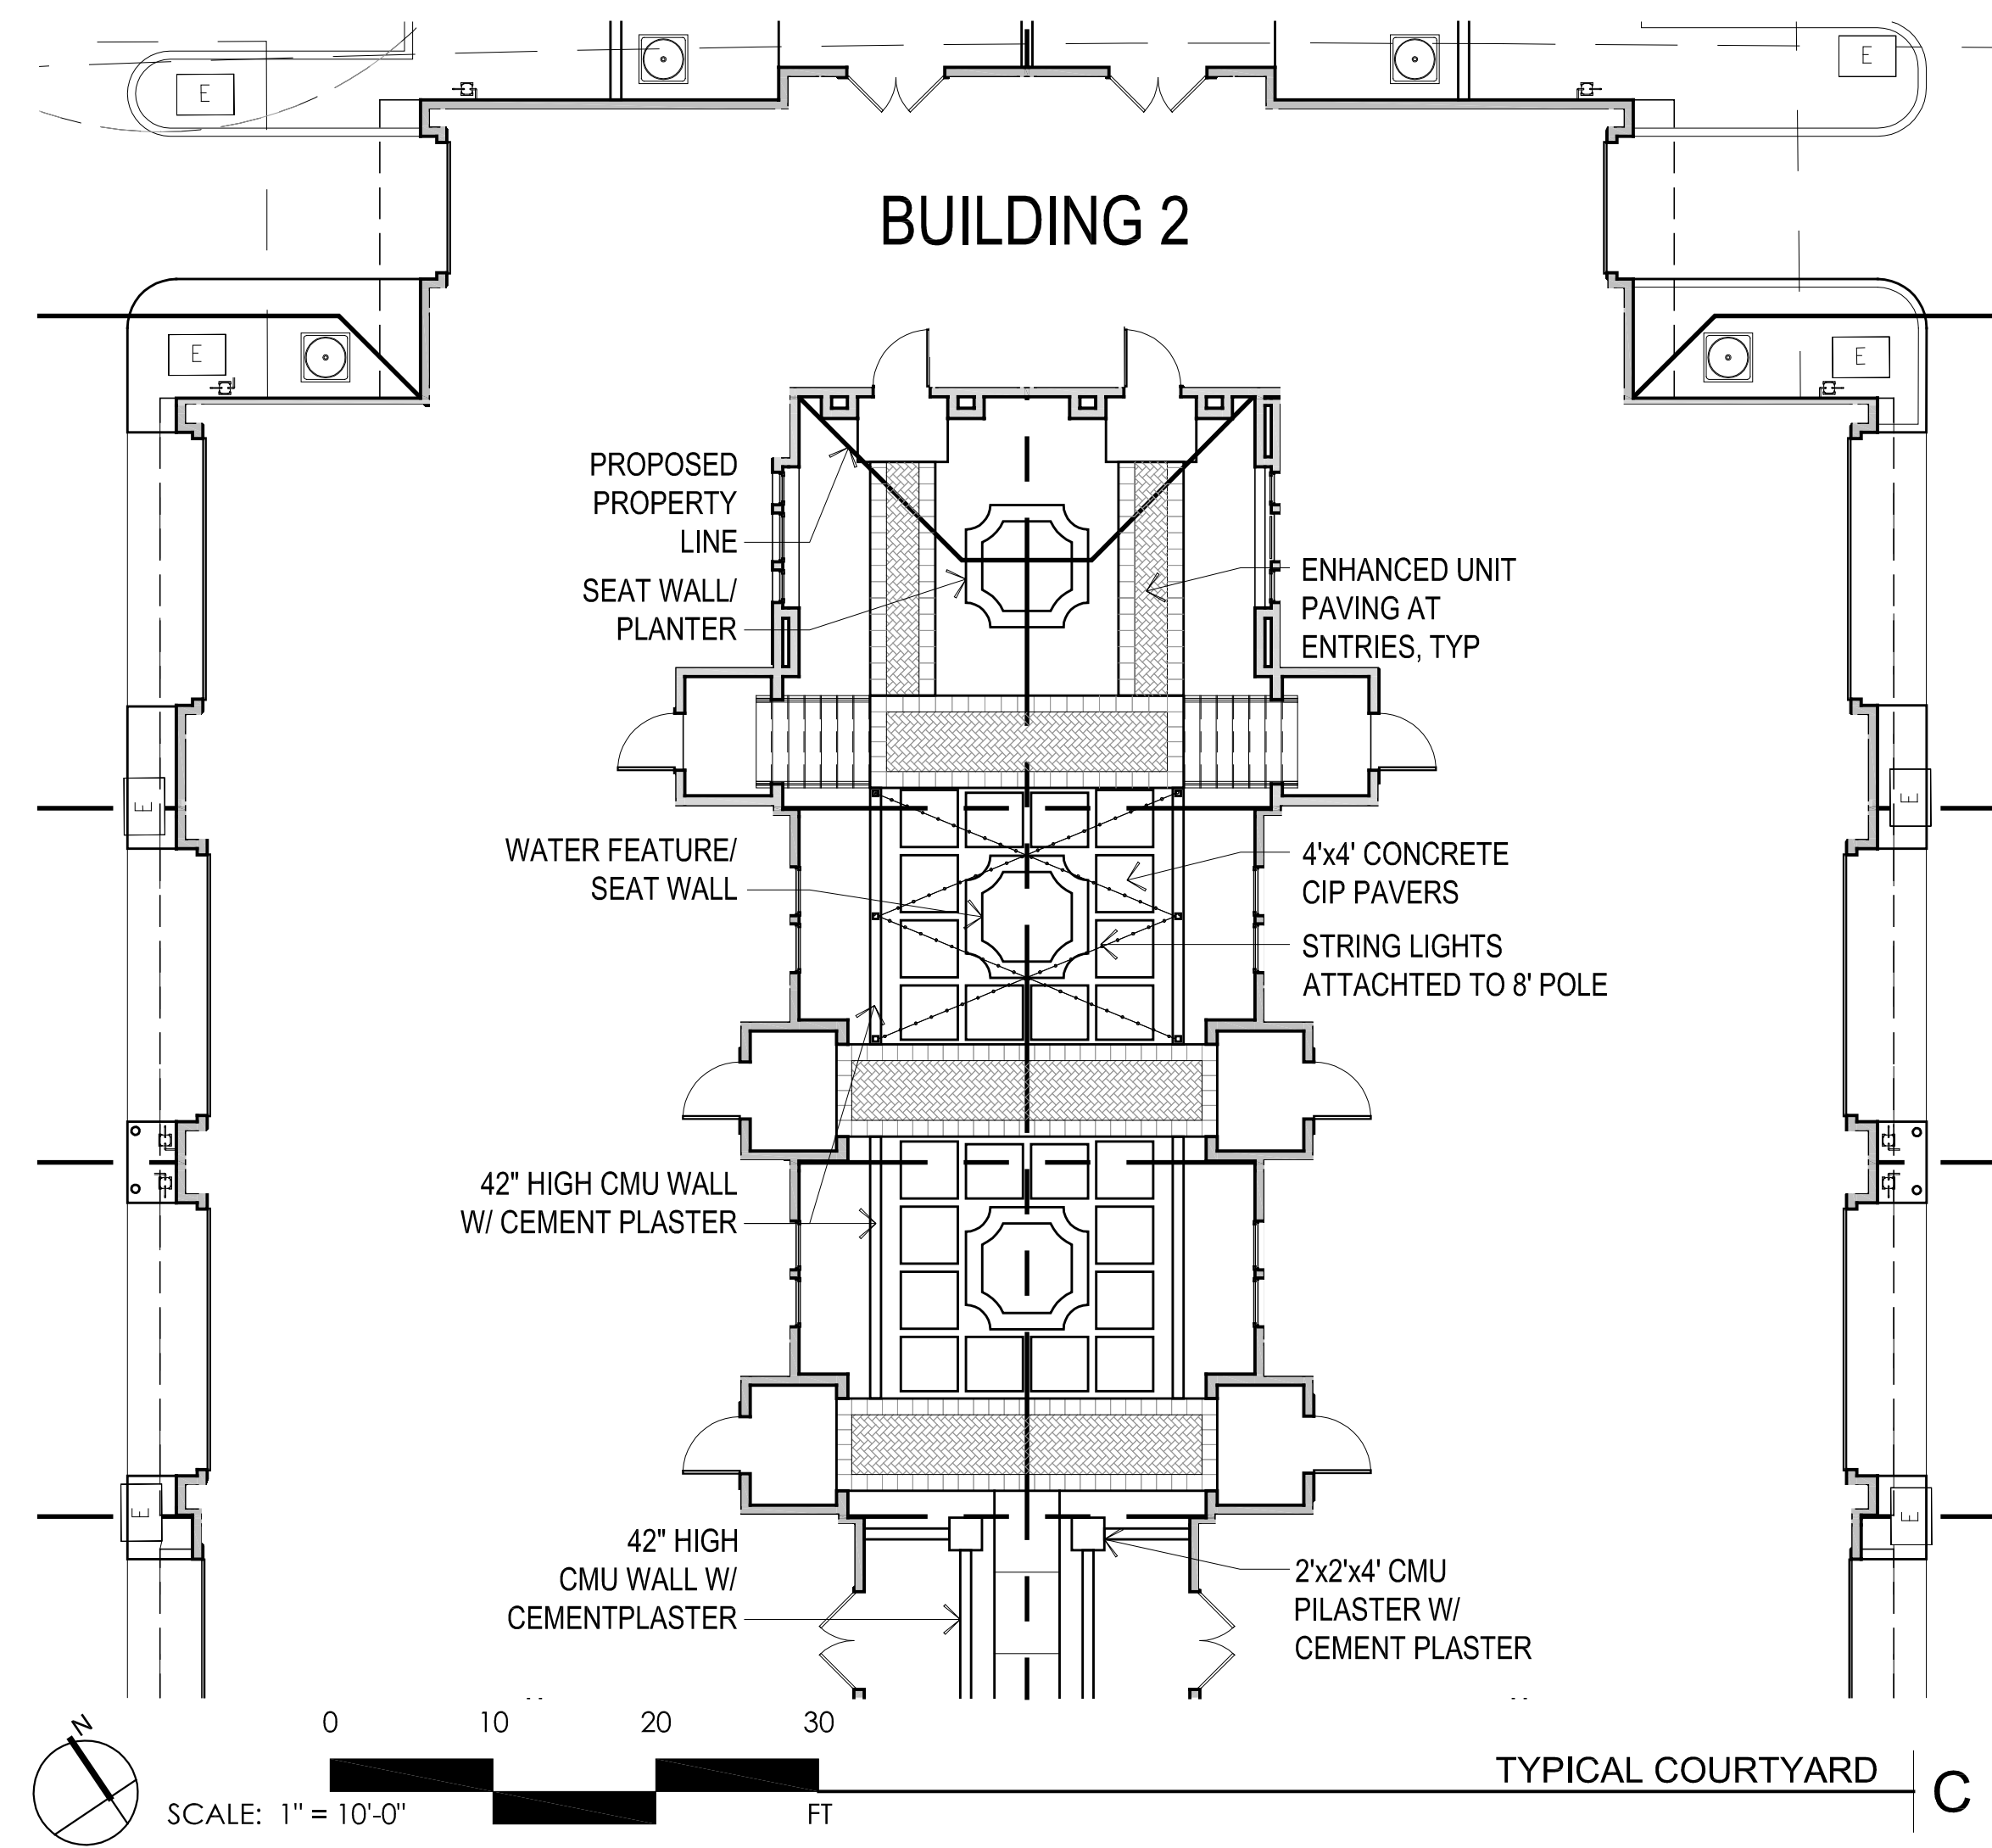 E
E
BUILDING 2
E
E
PROPOSED
PROPERTY
LINE
ENHANCED UNIT
PAVING AT
ENTRIES, TYP
SEAT WALL/
PLANTER
E
E
WATER FEATURE/
SEAT WALL
4'x4' CONCRETE
CIP PAVERS
STRING LIGHTS
ATTACHTED TO 8' POLE
42" HIGH CMU WALL
W/ CEMENT PLASTER
E
E
42" HIGH
CMU WALL W/
CEMENTPLASTER
2'x2'x4' CMU
PILASTER W/
CEMENT PLASTER
N
0 10 20 30
SCALE: 1" = 10'-0"
FT
TYPICAL COURTYARD
C